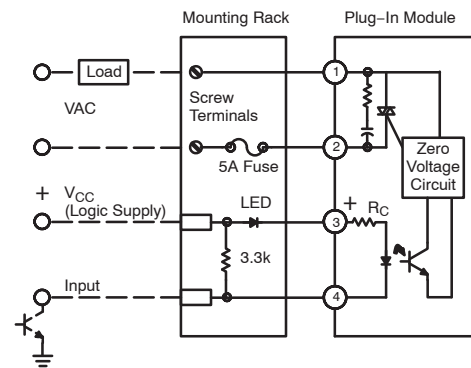 Mounting Rack
Plug–In Module
Load
VAC
Screw
Terminals
5A Fuse
1
2
Zero
Voltage
Circuit
+
VCC
(Logic Supply)
LED
3.3k
3
+
RC
Input
4